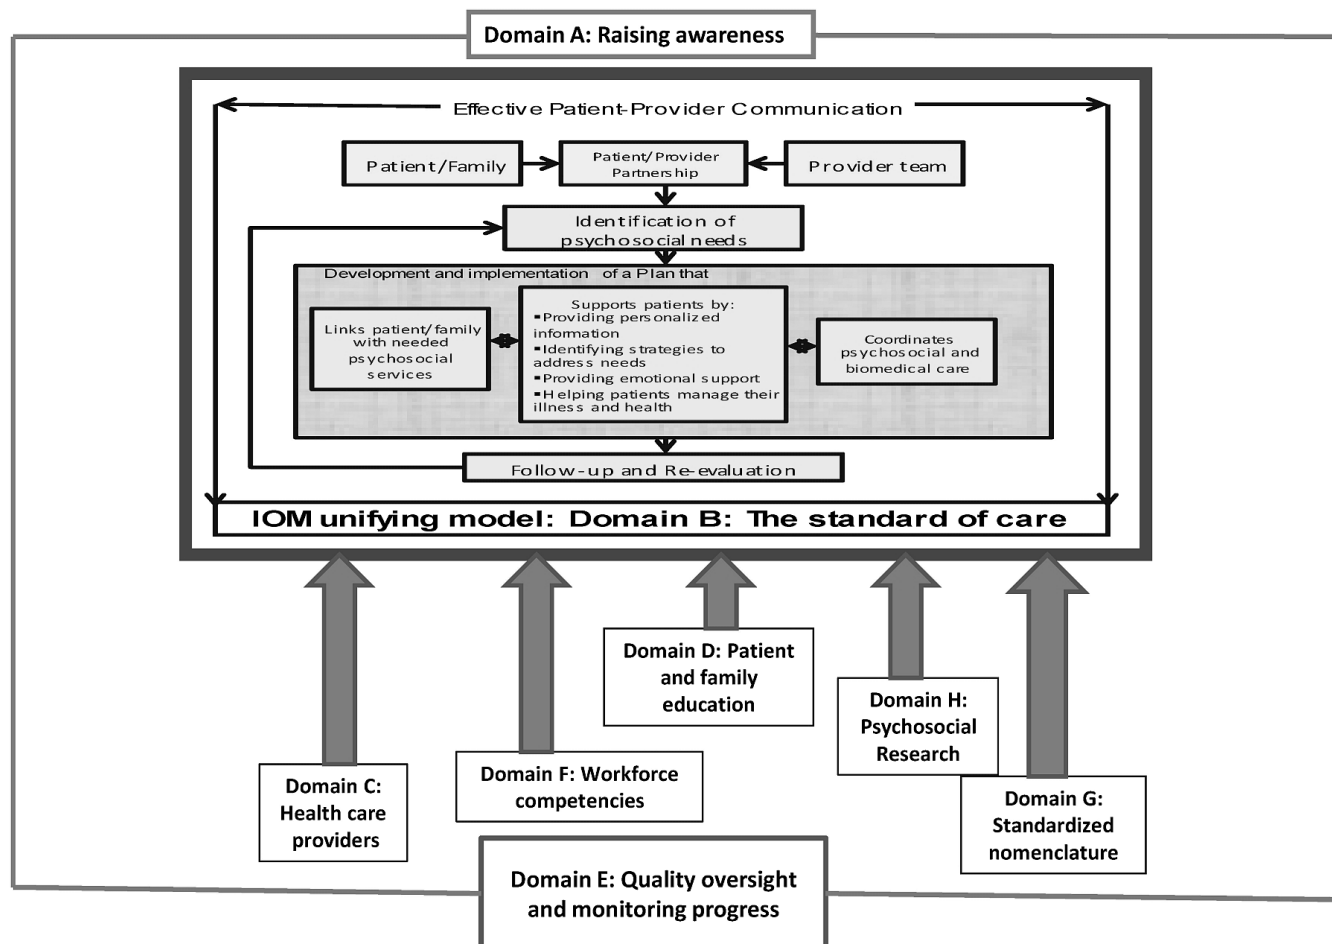 Domain A: Raising awareness
Effective Patient-Provider Communication
Patient/Family
Patient/Provider
Partnership
Provider team
Identification of
psychosocial needs
Development and implementation of a Plan that
Links patient/family
with needed
psychosocial
services
Supports patients by:
▪Providing personalized
information
▪Identifying strategies to
address needs
▪Providing emotional support
▪Helping patients manage their
illness and health
Coordinates
psychosocial and
biomedical care
Follow-up and Re-evaluation
IOM unifying model: Domain B: The standard of care
Domain C:
Health care
providers
Domain F: Workforce
competencies
Domain D: Patient
and family
education
Domain H:
Psychosocial
Research
Domain G:
Standardized
nomenclature
Domain E: Quality oversight
and monitoring progress